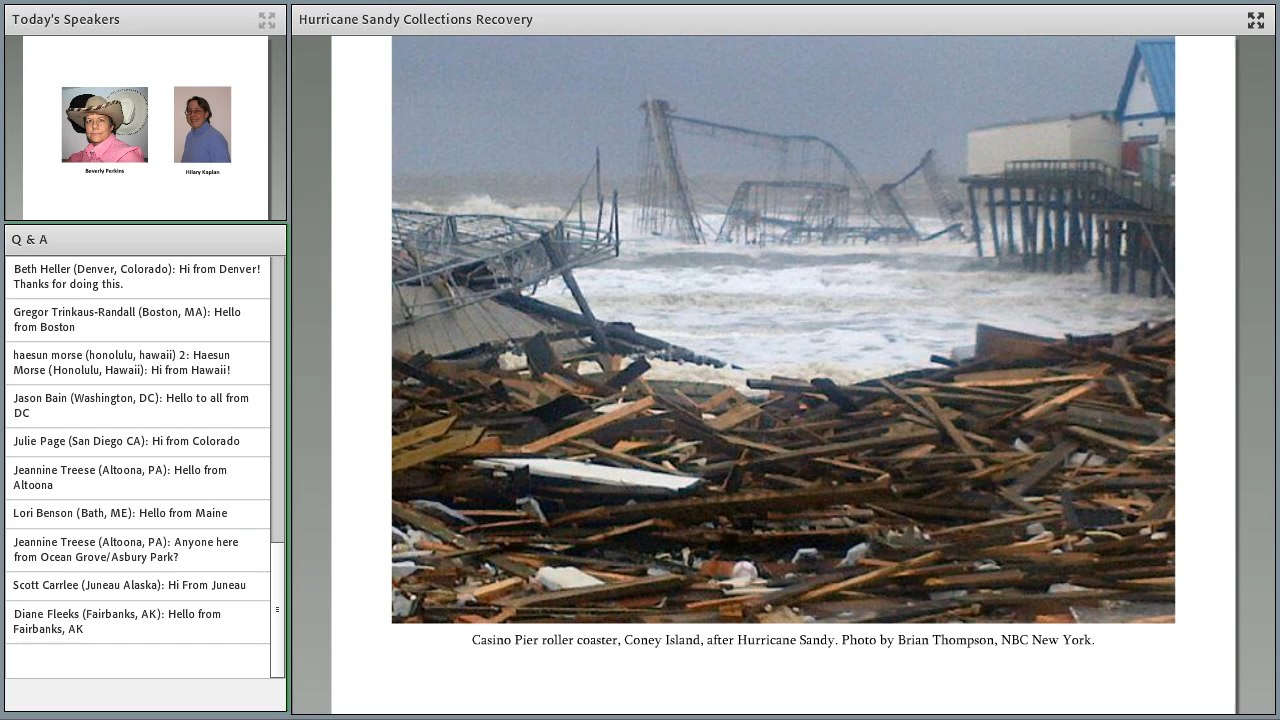 Today's Speakers
Beverly Perkins
Hilary Kaplan
Q & A
Beth Heller (Denver, Colorado): Hi from Denver!
Thanks for doing this.
Gregor Trinkaus-Randall (Boston, MA): Hello
from Boston
haesun morse (honolulu, hawaii) 2: Haesun
Morse (Honolulu, Hawaii): Hi from Hawaii!
Jason Bain (Washington, DC): Hello to all from
DC
Julie Page (San Diego CA): Hi from Colorado
Jeannine Treese (Altoona, PA): Hello from
Altoona
Lori Benson (Bath, ME): Hello from Maine
Jeannine Treese (Altoona, PA): Anyone here
from Ocean Grove/Asbury Park?
Scott Carrlee (Juneau Alaska): Hi From Juneau
Diane Fleeks (Fairbanks, AK): Hello from
Fairbanks, AK
Hurricane Sandy Collections Recovery
Casino Pier roller coaster, Coney Island, after Hurricane Sandy. Photo by Brian Thompson, NBC New York.